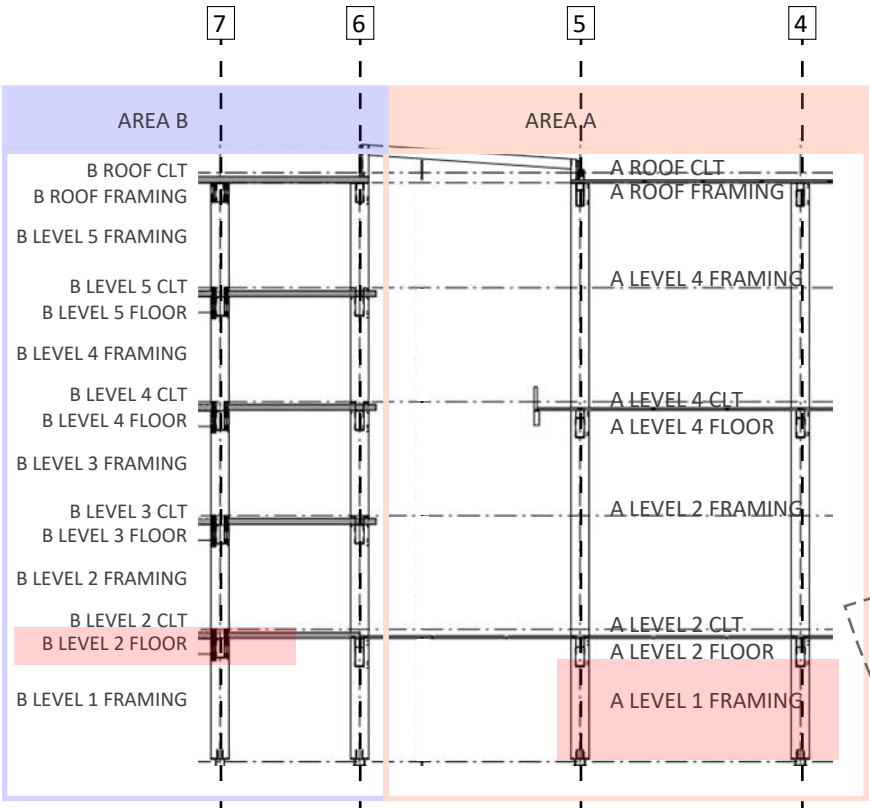 7 6 5 4
AREA B
AREA A
B ROOF CLT
B ROOF FRAMING
B LEVEL 5 FRAMING
B LEVEL 5 CLT
B LEVEL 5 FLOOR
B LEVEL 4 FRAMING
B LEVEL 4 CLT
B LEVEL 4 FLOOR
B LEVEL 3 FRAMING
B LEVEL 3 CLT
B LEVEL 3 FLOOR
B LEVEL 2 FRAMING
B LEVEL 2 CLT
B LEVEL 2 FLOOR
B LEVEL 1 FRAMING
A ROOF CLT
A ROOF FRAMING
A LEVEL 4 FRAMING
A LEVEL 4 CLT
A LEVEL 4 FLOOR
A LEVEL 2 FRAMING
A LEVEL 2 CLT
A LEVEL 2 FLOOR
A LEVEL 1 FRAMING